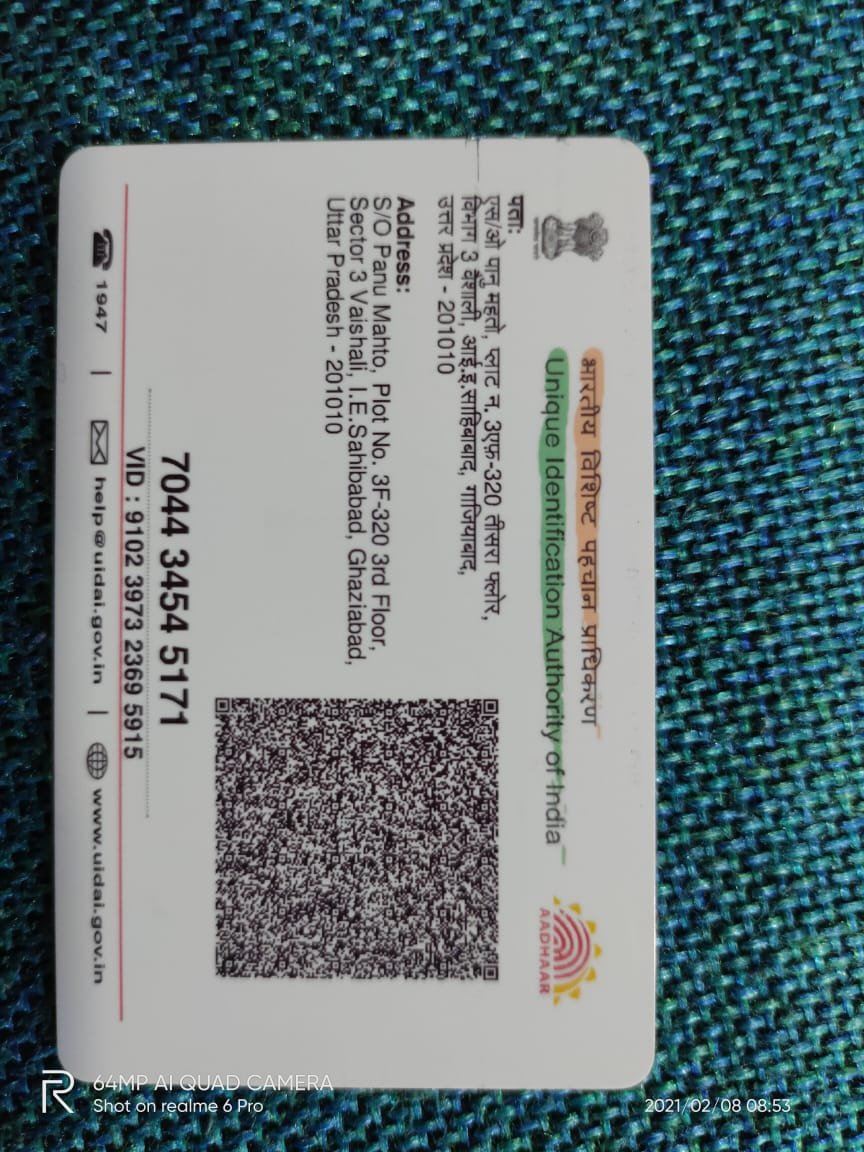 भारतीय विशिष्ट पहचान प्राधिकरण
Unique Identification Authority of India
AADHAAR
पता:
एस/ओ पानु महतो, प्लाट न. 3एफ़-320 तीसरा फ्लोर,
विभाग 3 वैशाली, आई.इ.साहिबाबाद, गाजियाबाद,
उत्तर प्रदेश - 201010
Address:
S/O Panu Mahto, Plot No. 3F-320 3rd Floor,
Sector 3 Vaishali, I.E.Sahibabad, Ghaziabad,
Uttar Pradesh - 201010
7044 3454 5171
VID : 9102 3973 2369 5915
1947 | help@uidai.gov.in | www.uidai.gov.in
R
64MP AI QUAD CAMERA
Shot on realme 6 Pro
2021/02/08 08:53